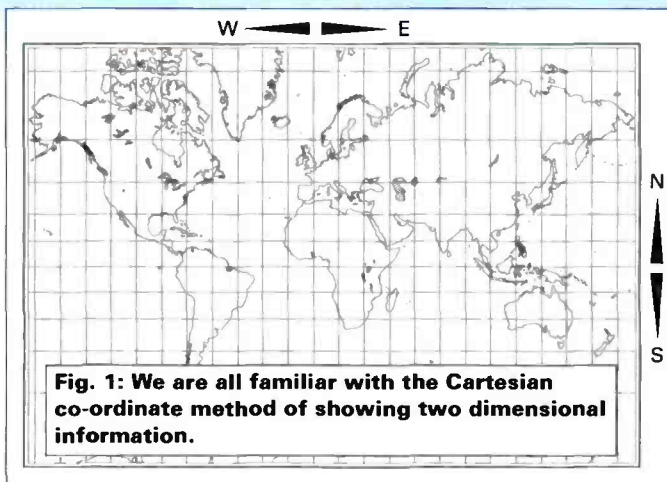 W E
N
S
Fig. 1: We are all familiar with the Cartesian
co-ordinate method of showing two dimensional
information.